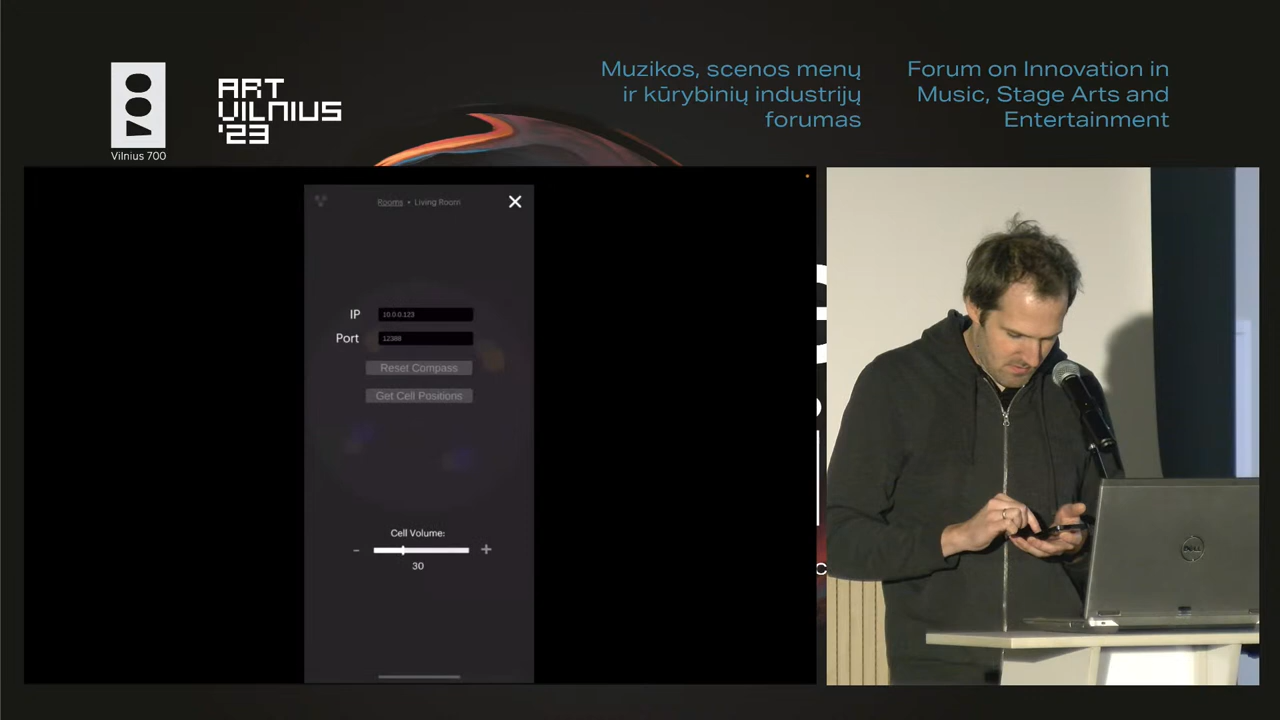 Vilnius 700
ART
VILNIUS
'23
Muzikos, scenos menų
ir kūrybinių industrijų
forumas
Forum on Innovation in
Music, Stage Arts and
Entertainment
Rooms • Living Room
IP 10.0.0.123
Port 12388
Reset Compass
Get Cell Positions
Cell Volume:
30
DELL